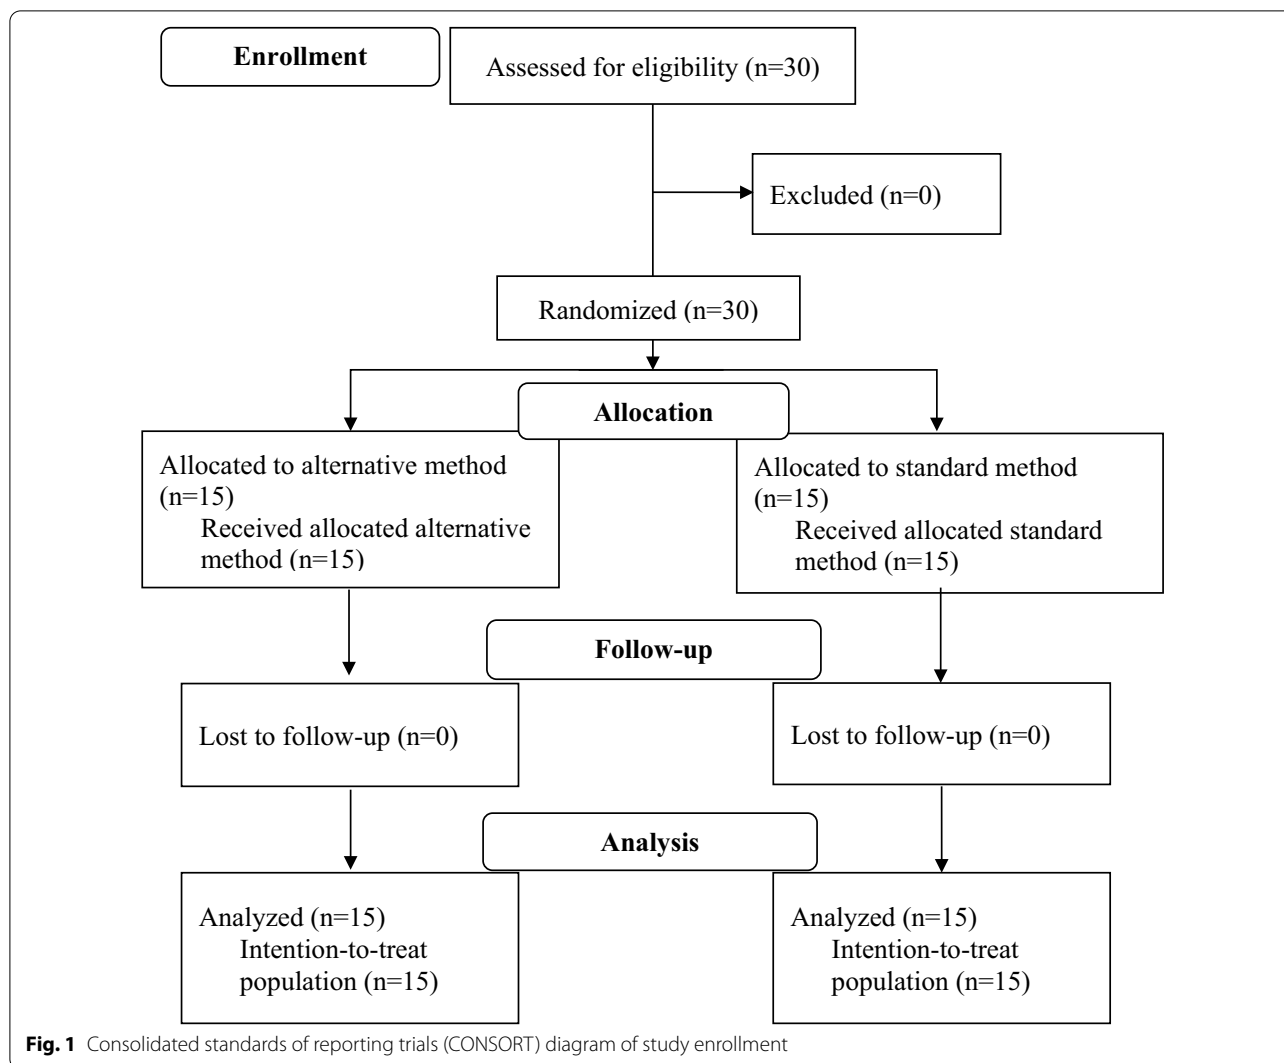 Enrollment
Assessed for eligibility (n=30)
Excluded (n=0)
Randomized (n=30)
Allocation
Allocated to alternative method
(n=15)
Received allocated alternative
method (n=15)
Allocated to standard method
(n=15)
Received allocated standard
method (n=15)
Follow-up
Lost to follow-up (n=0)
Lost to follow-up (n=0)
Analysis
Analyzed (n=15)
Intention-to-treat
population (n=15)
Analyzed (n=15)
Intention-to-treat
population (n=15)
Fig. 1 Consolidated standards of reporting trials (CONSORT) diagram of study enrollment